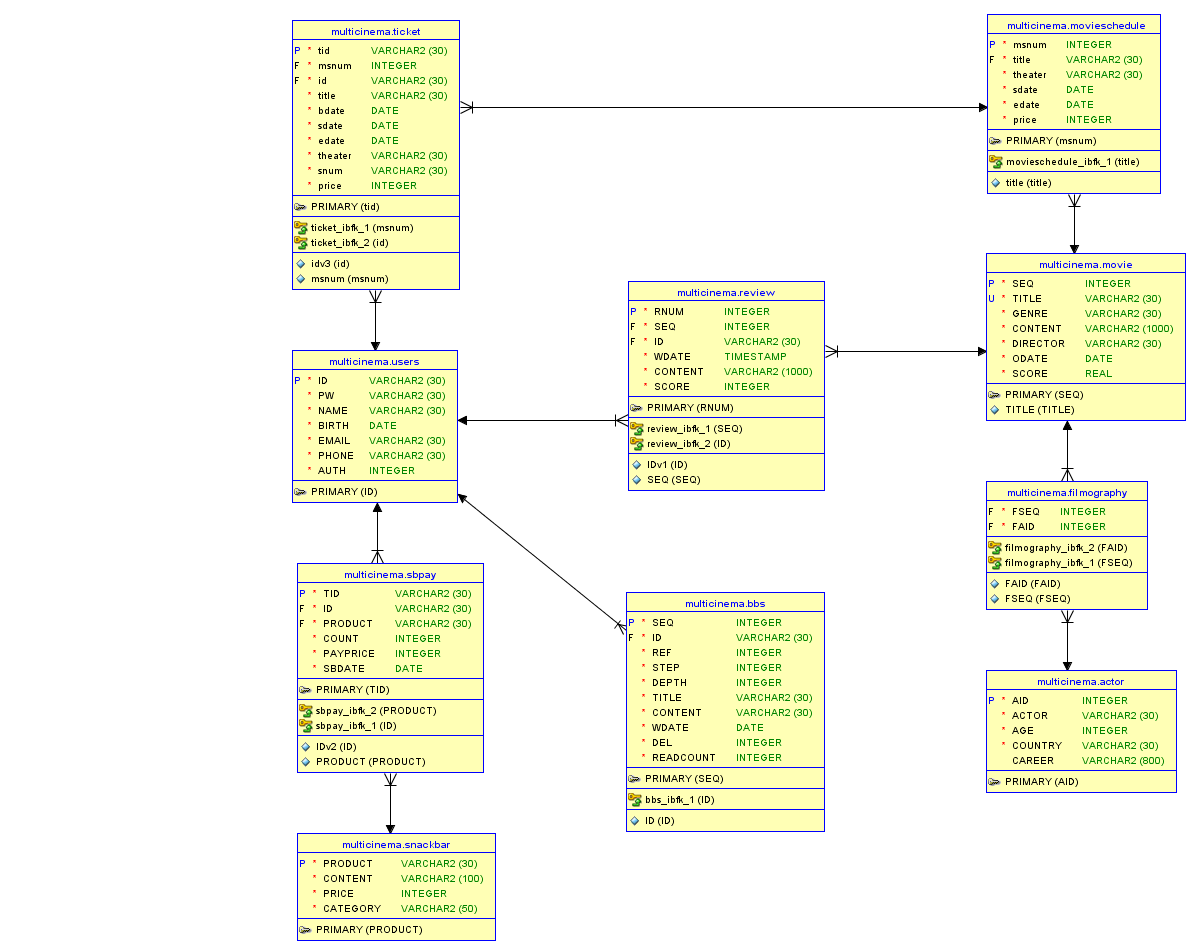 multicinema.ticket
P * tid VARCHAR2 (30)
F * msnum INTEGER
F * id VARCHAR2 (30)
* title VARCHAR2 (30)
* bdate DATE
* sdate DATE
* edate DATE
* theater VARCHAR2 (30)
* snum VARCHAR2 (30)
* price INTEGER
PRIMARY (tid)
ticket_ibfk_1 (msnum)
ticket_ibfk_2 (id)
idv3 (id)
msnum (msnum)
multicinema.movieschedule
P * msnum INTEGER
F * title VARCHAR2 (30)
* theater VARCHAR2 (30)
* sdate DATE
* edate DATE
* price INTEGER
PRIMARY (msnum)
movieschedule_ibfk_1 (title)
title (title)
multicinema.movie
P * SEQ INTEGER
U * TITLE VARCHAR2 (30)
* GENRE VARCHAR2 (30)
* CONTENT VARCHAR2 (1000)
* DIRECTOR VARCHAR2 (30)
* ODATE DATE
* SCORE REAL
PRIMARY (SEQ)
TITLE (TITLE)
multicinema.review
P * RNUM INTEGER
F * SEQ INTEGER
F * ID VARCHAR2 (30)
* WDATE TIMESTAMP
* CONTENT VARCHAR2 (1000)
* SCORE INTEGER
PRIMARY (RNUM)
review_ibfk_1 (SEQ)
review_ibfk_2 (ID)
IDv1 (ID)
SEQ (SEQ)
multicinema.users
P * ID VARCHAR2 (30)
* PW VARCHAR2 (30)
* NAME VARCHAR2 (30)
* BIRTH DATE
* EMAIL VARCHAR2 (30)
* PHONE VARCHAR2 (30)
* AUTH INTEGER
PRIMARY (ID)
multicinema.filmography
F * FSEQ INTEGER
F * FAID INTEGER
filmography_ibfk_2 (FAID)
filmography_ibfk_1 (FSEQ)
FAID (FAID)
FSEQ (FSEQ)
multicinema.sbpay
P * TID VARCHAR2 (30)
F * ID VARCHAR2 (30)
F * PRODUCT VARCHAR2 (30)
* COUNT INTEGER
* PAYPRICE INTEGER
* SBDATE DATE
PRIMARY (TID)
sbpay_ibfk_2 (PRODUCT)
sbpay_ibfk_1 (ID)
IDv2 (ID)
PRODUCT (PRODUCT)
multicinema.bbs
P * SEQ INTEGER
F * ID VARCHAR2 (30)
* REF INTEGER
* STEP INTEGER
* DEPTH INTEGER
* TITLE VARCHAR2 (30)
* CONTENT VARCHAR2 (30)
* WDATE DATE
* DEL INTEGER
* READCOUNT INTEGER
PRIMARY (SEQ)
bbs_ibfk_1 (ID)
ID (ID)
multicinema.actor
P * AID INTEGER
* ACTOR VARCHAR2 (30)
* AGE INTEGER
* COUNTRY VARCHAR2 (30)
CAREER VARCHAR2 (800)
PRIMARY (AID)
multicinema.snackbar
P * PRODUCT VARCHAR2 (30)
* CONTENT VARCHAR2 (100)
* PRICE INTEGER
* CATEGORY VARCHAR2 (50)
PRIMARY (PRODUCT)